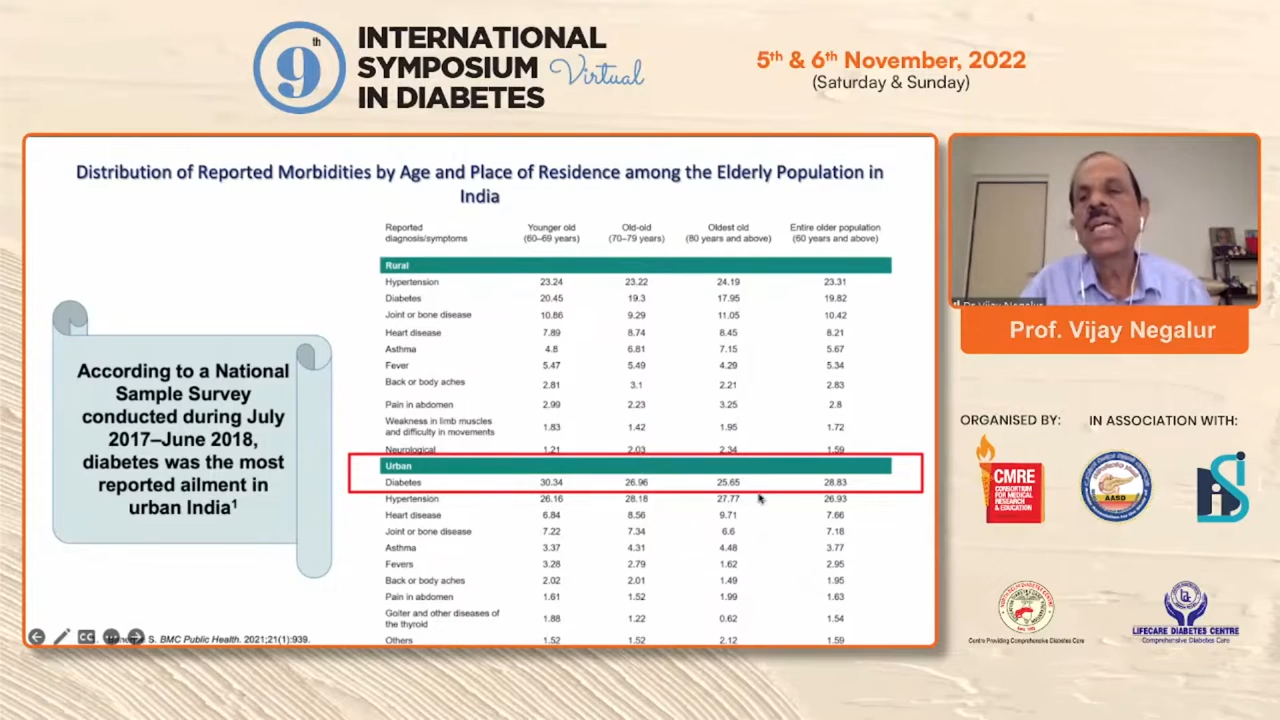 9th
INTERNATIONAL
SYMPOSIUM Virtual
IN DIABETES
5th & 6th November, 2022
(Saturday & Sunday)
Distribution of Reported Morbidities by Age and Place of Residence among the Elderly Population in
India
According to a National
Sample Survey
conducted during July
2017–June 2018,
diabetes was the most
reported ailment in
urban India1
Reported diagnosis/symptoms Younger old (60–69 years) Old-old (70–79 years) Oldest old (80 years and above) Entire older population (60 years and above)
Rural
Hypertension 23.24 23.22 24.19 23.31
Diabetes 20.45 19.3 17.95 19.82
Joint or bone disease 10.86 9.29 11.05 10.42
Heart disease 7.89 8.74 8.45 8.21
Asthma 4.8 6.81 7.15 5.67
Fever 5.47 5.49 4.29 5.34
Back or body aches 2.81 3.1 2.21 2.83
Pain in abdomen 2.99 2.23 3.25 2.8
Weakness in limb muscles and difficulty in movements 1.83 1.42 1.95 1.72
Neurological 1.21 2.03 2.34 1.59
Urban
Diabetes 30.34 26.96 25.65 28.83
Hypertension 26.16 28.18 27.77 26.93
Heart disease 6.84 8.56 9.71 7.66
Joint or bone disease 7.22 7.34 6.6 7.18
Asthma 3.37 4.31 4.48 3.77
Fevers 3.28 2.79 1.62 2.95
Back or body aches 2.02 2.01 1.49 1.95
Pain in abdomen 1.61 1.52 1.99 1.63
Goiter and other diseases of the thyroid 1.88 1.22 0.62 1.54
Others 1.52 1.52 2.12 1.59
S. BMC Public Health. 2021;21(1):939.
CC
Dr Vijay Negalur
Prof. Vijay Negalur
ORGANISED BY:
IN ASSOCIATION WITH:
CMRE
CONSORTIUM
FOR MEDICAL
RESEARCH
& EDUCATION
AASD
Centre Providing Comprehensive Diabetes Care
LIFECARE DIABETES CENTRE
Comprehensive Diabetes Care